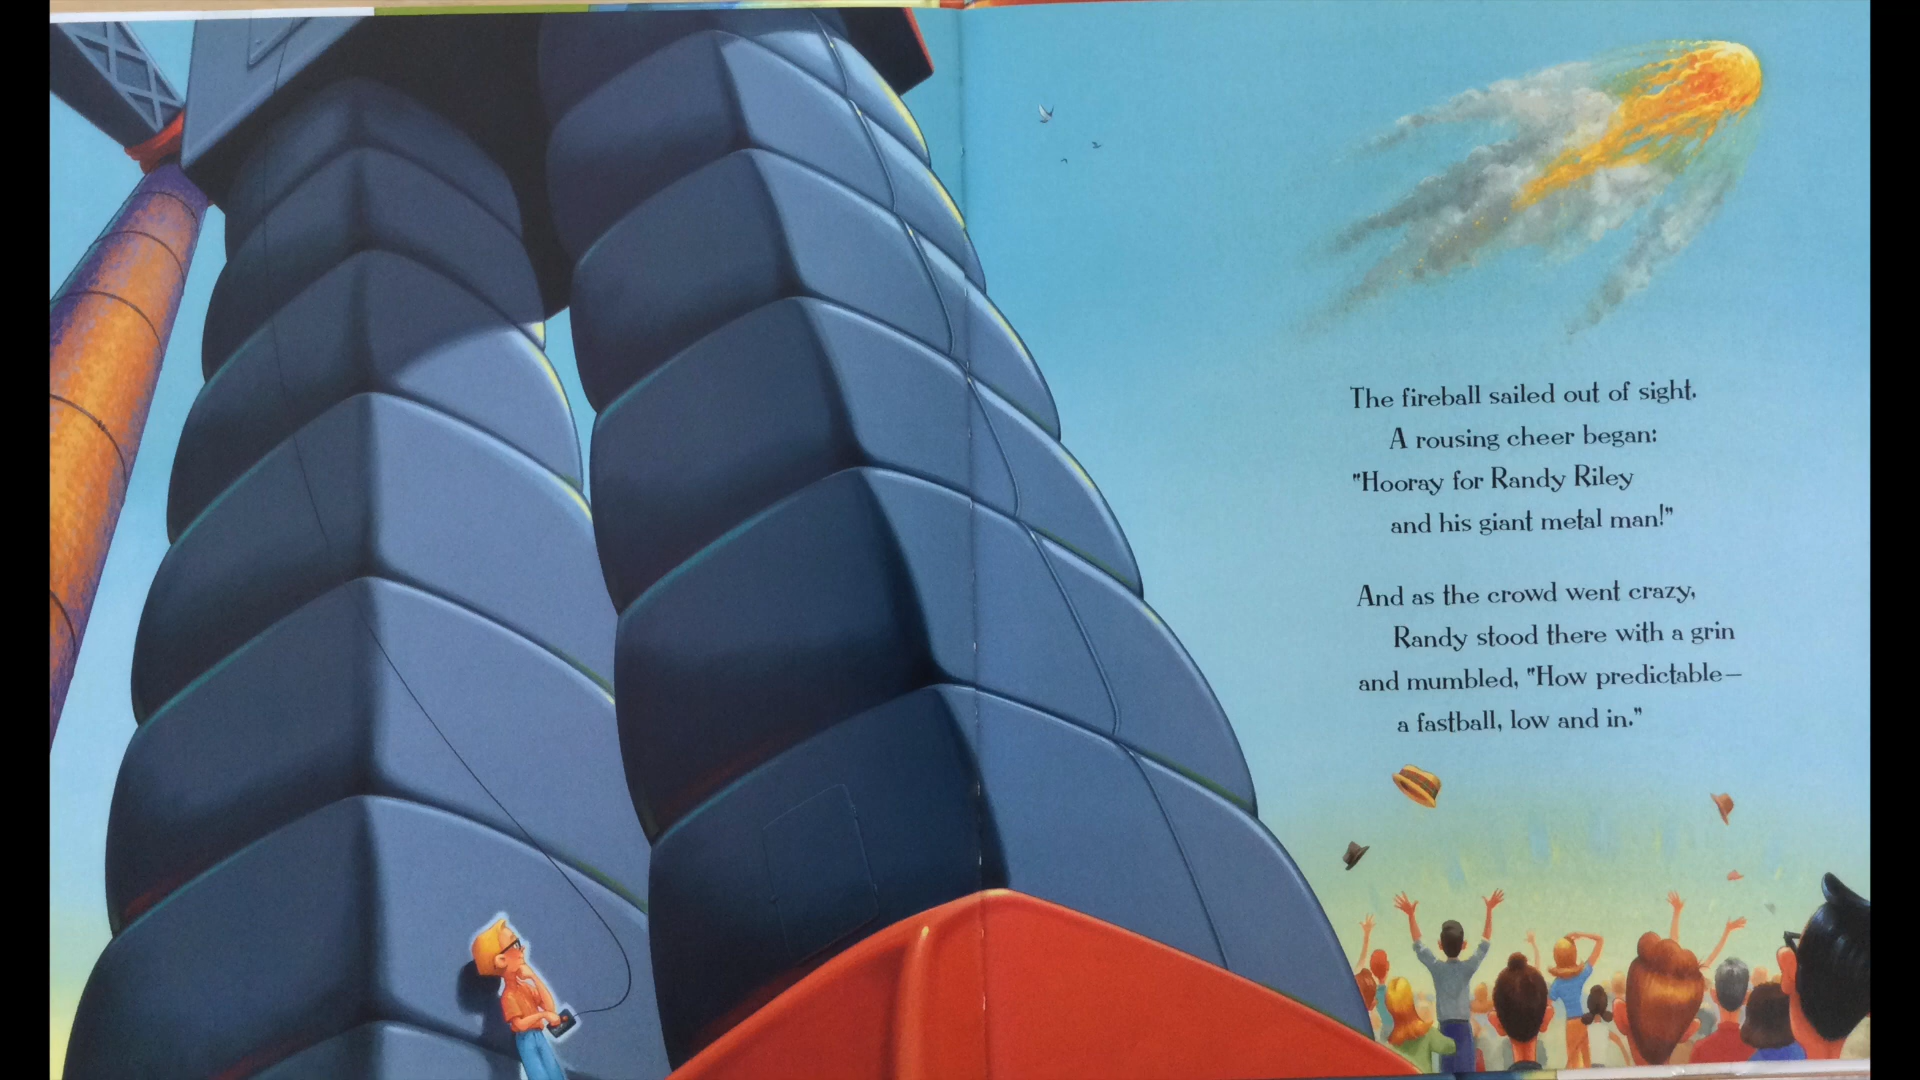 The fireball sailed out of sight.
A rousing cheer began:
"Hooray for Randy Riley
and his giant metal man!"
And as the crowd went crazy,
Randy stood there with a grin
and mumbled, "How predictable—
a fastball, low and in."